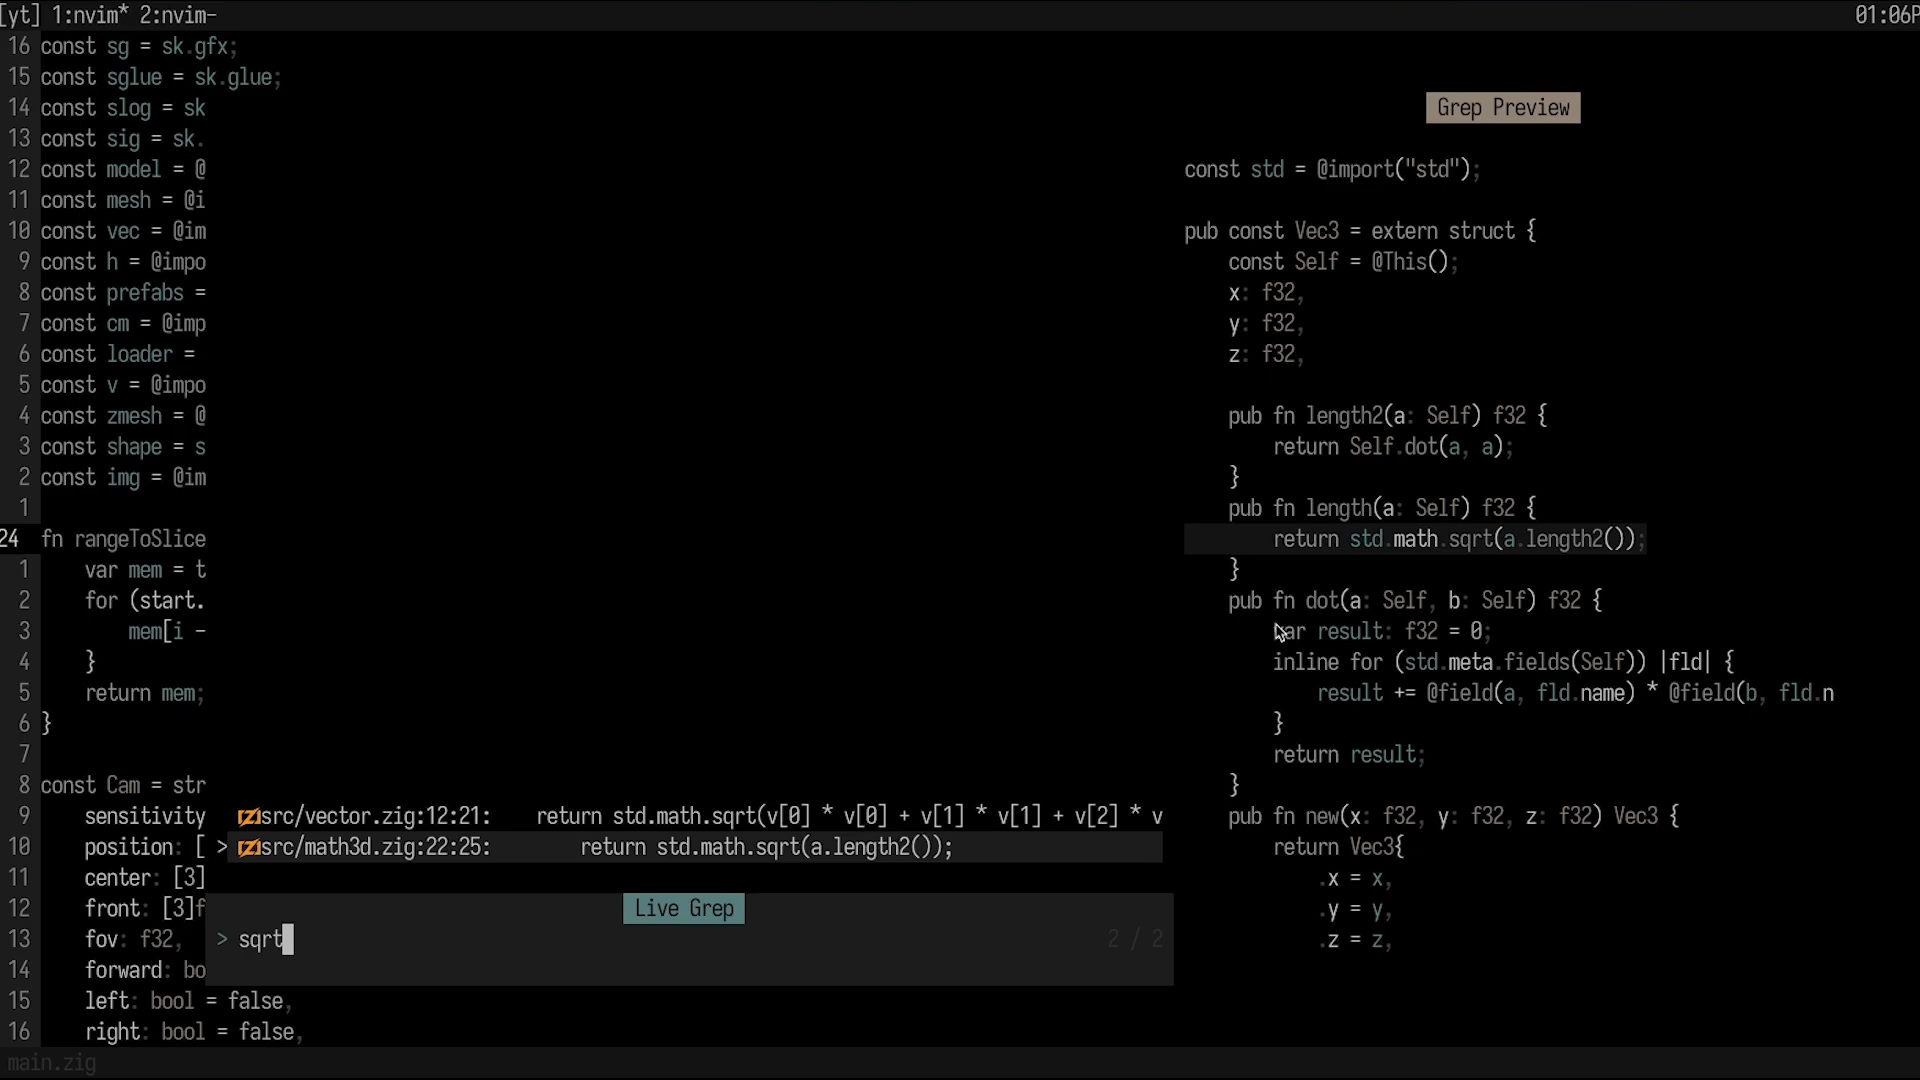 [yt] 1:nvim* 2:nvim-
01:06P
16 const sg = sk.gfx;
15 const sglue = sk.glue;
14 const slog = sk
13 const sig = sk.
12 const model = @
11 const mesh = @i
10 const vec = @im
9 const h = @impo
8 const prefabs =
7 const cm = @imp
6 const loader =
5 const v = @impo
4 const zmesh = @
3 const shape = s
2 const img = @im
1
24 fn rangeToSlice
1 var mem = t
2 for (start.
3 mem[i -
4 }
5 return mem;
6 }
7
8 const Cam = str
9 sensitivity
10 position: [
11 center: [3]
12 front: [3]f
13 fov: f32,
14 forward: bo
15 left: bool = false,
16 right: bool = false,
src/vector.zig:12:21: return std.math.sqrt(v[0] * v[0] + v[1] * v[1] + v[2] * v
> src/math3d.zig:22:25: return std.math.sqrt(a.length2());
Live Grep
> sqrt
2 / 2
Grep Preview
const std = @import("std");
pub const Vec3 = extern struct {
const Self = @This();
x: f32,
y: f32,
z: f32,
pub fn length2(a: Self) f32 {
return Self.dot(a, a);
}
pub fn length(a: Self) f32 {
return std.math.sqrt(a.length2());
}
pub fn dot(a: Self, b: Self) f32 {
var result: f32 = 0;
inline for (std.meta.fields(Self)) |fld| {
result += @field(a, fld.name) * @field(b, fld.n
}
return result;
}
pub fn new(x: f32, y: f32, z: f32) Vec3 {
return Vec3{
.x = x,
.y = y,
.z = z,
main.zig